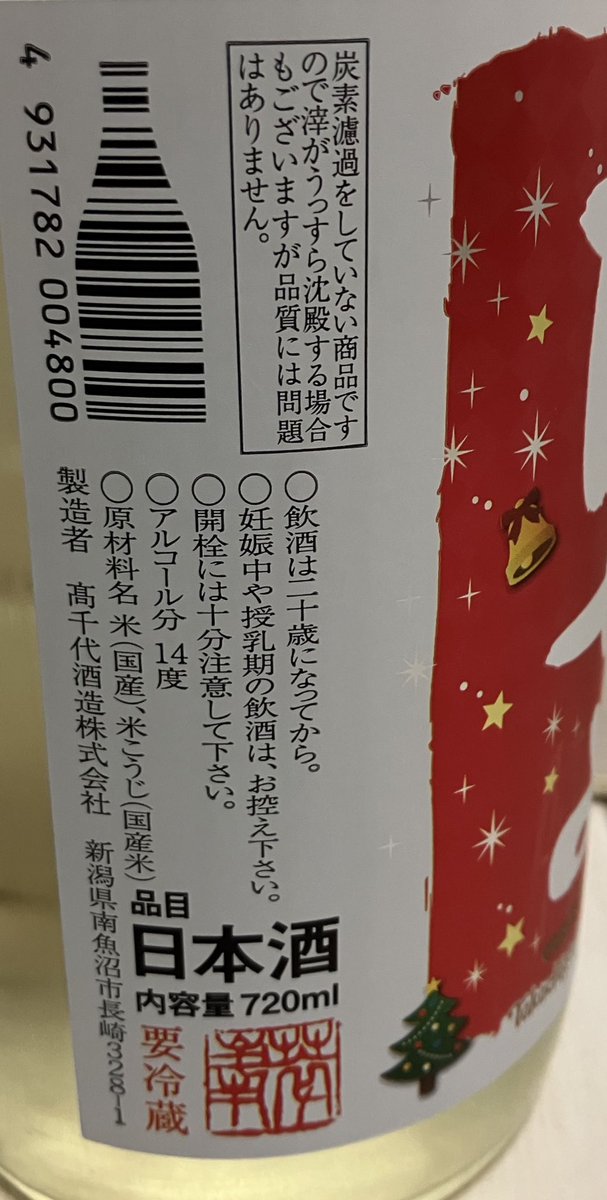 炭素濾過をしていない商品です
ので滓がうっすら沈殿する場合
もございますが品質には問題
はありません。
4 931782 004800
○飲酒は二十歳になってから。
○妊娠中や授乳期の飲酒は、お控え下さい。
○開栓には十分注意して下さい。
○アルコール分 14度
○原材料名 米(国産)、米こうじ(国産米)
製造者 髙千代酒造株式会社 新潟県南魚沼市長崎328-1
品目
日本酒
内容量 720ml
要冷蔵